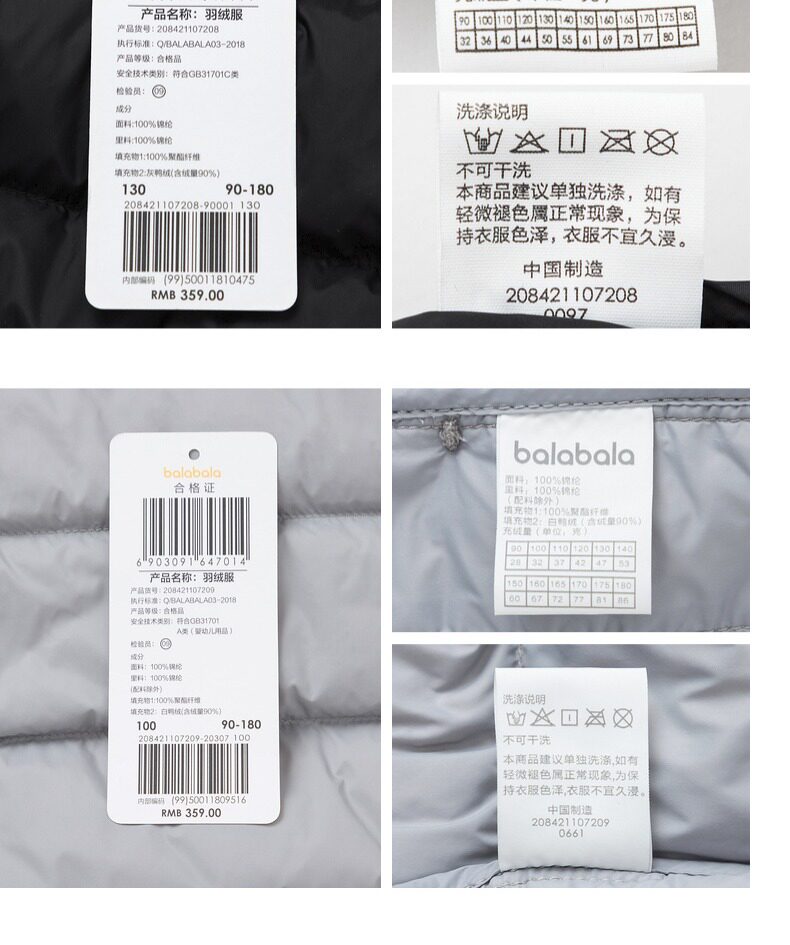 130
RMB 359.00
产品名称：羽绒服
产品货号：208421107208
执行标准：Q/BALABALA03-2018
产品等级：合格品
安全技术类别：符合GB31701C类
检验员：09
成分
面料:100%锦纶
里料:100%锦纶
填充物1:100%聚酯纤维
填充物2:灰鸭绒(含绒量90%)
130 90-180
208421107208-90001 130
内部编码 (99)50011810475
RMB 359.00
90 100 110 120 130 140 150 160 165 170 175 180
32 36 40 44 50 55 61 69 73 77 80 84
洗涤说明
不可干洗
本商品建议单独洗涤，如有
轻微褪色属正常现象，为保
持衣服色泽，衣服不宜久浸。
中国制造
208421107208
0097
balabala
合格证
6 903091 647014
产品名称：羽绒服
产品货号：208421107209
执行标准：Q/BALABALA03-2018
产品等级：合格品
安全技术类别：符合GB31701
A类（婴幼儿用品）
检验员：09
成分
面料：100%锦纶
里料：100%锦纶
(配料除外)
填充物1:100%聚酯纤维
填充物2：白鸭绒(含绒量90%)
100 90-180
208421107209-20307 100
内部编码 (99)50011809516
RMB 359.00
balabala
面料：100%锦纶
里料：100%锦纶
（配料除外）
填充物1:100%聚酯纤维
填充物2：白鸭绒（含绒量90%）
充绒量（单位：克）
90 100 110 120 130 140
28 32 37 42 47 53
150 160 165 170 175 180
60 67 72 77 81 86
洗涤说明
不可干洗
本商品建议单独洗涤,如有
轻微褪色属正常现象,为保
持衣服色泽,衣服不宜久浸。
中国制造
208421107209
0661